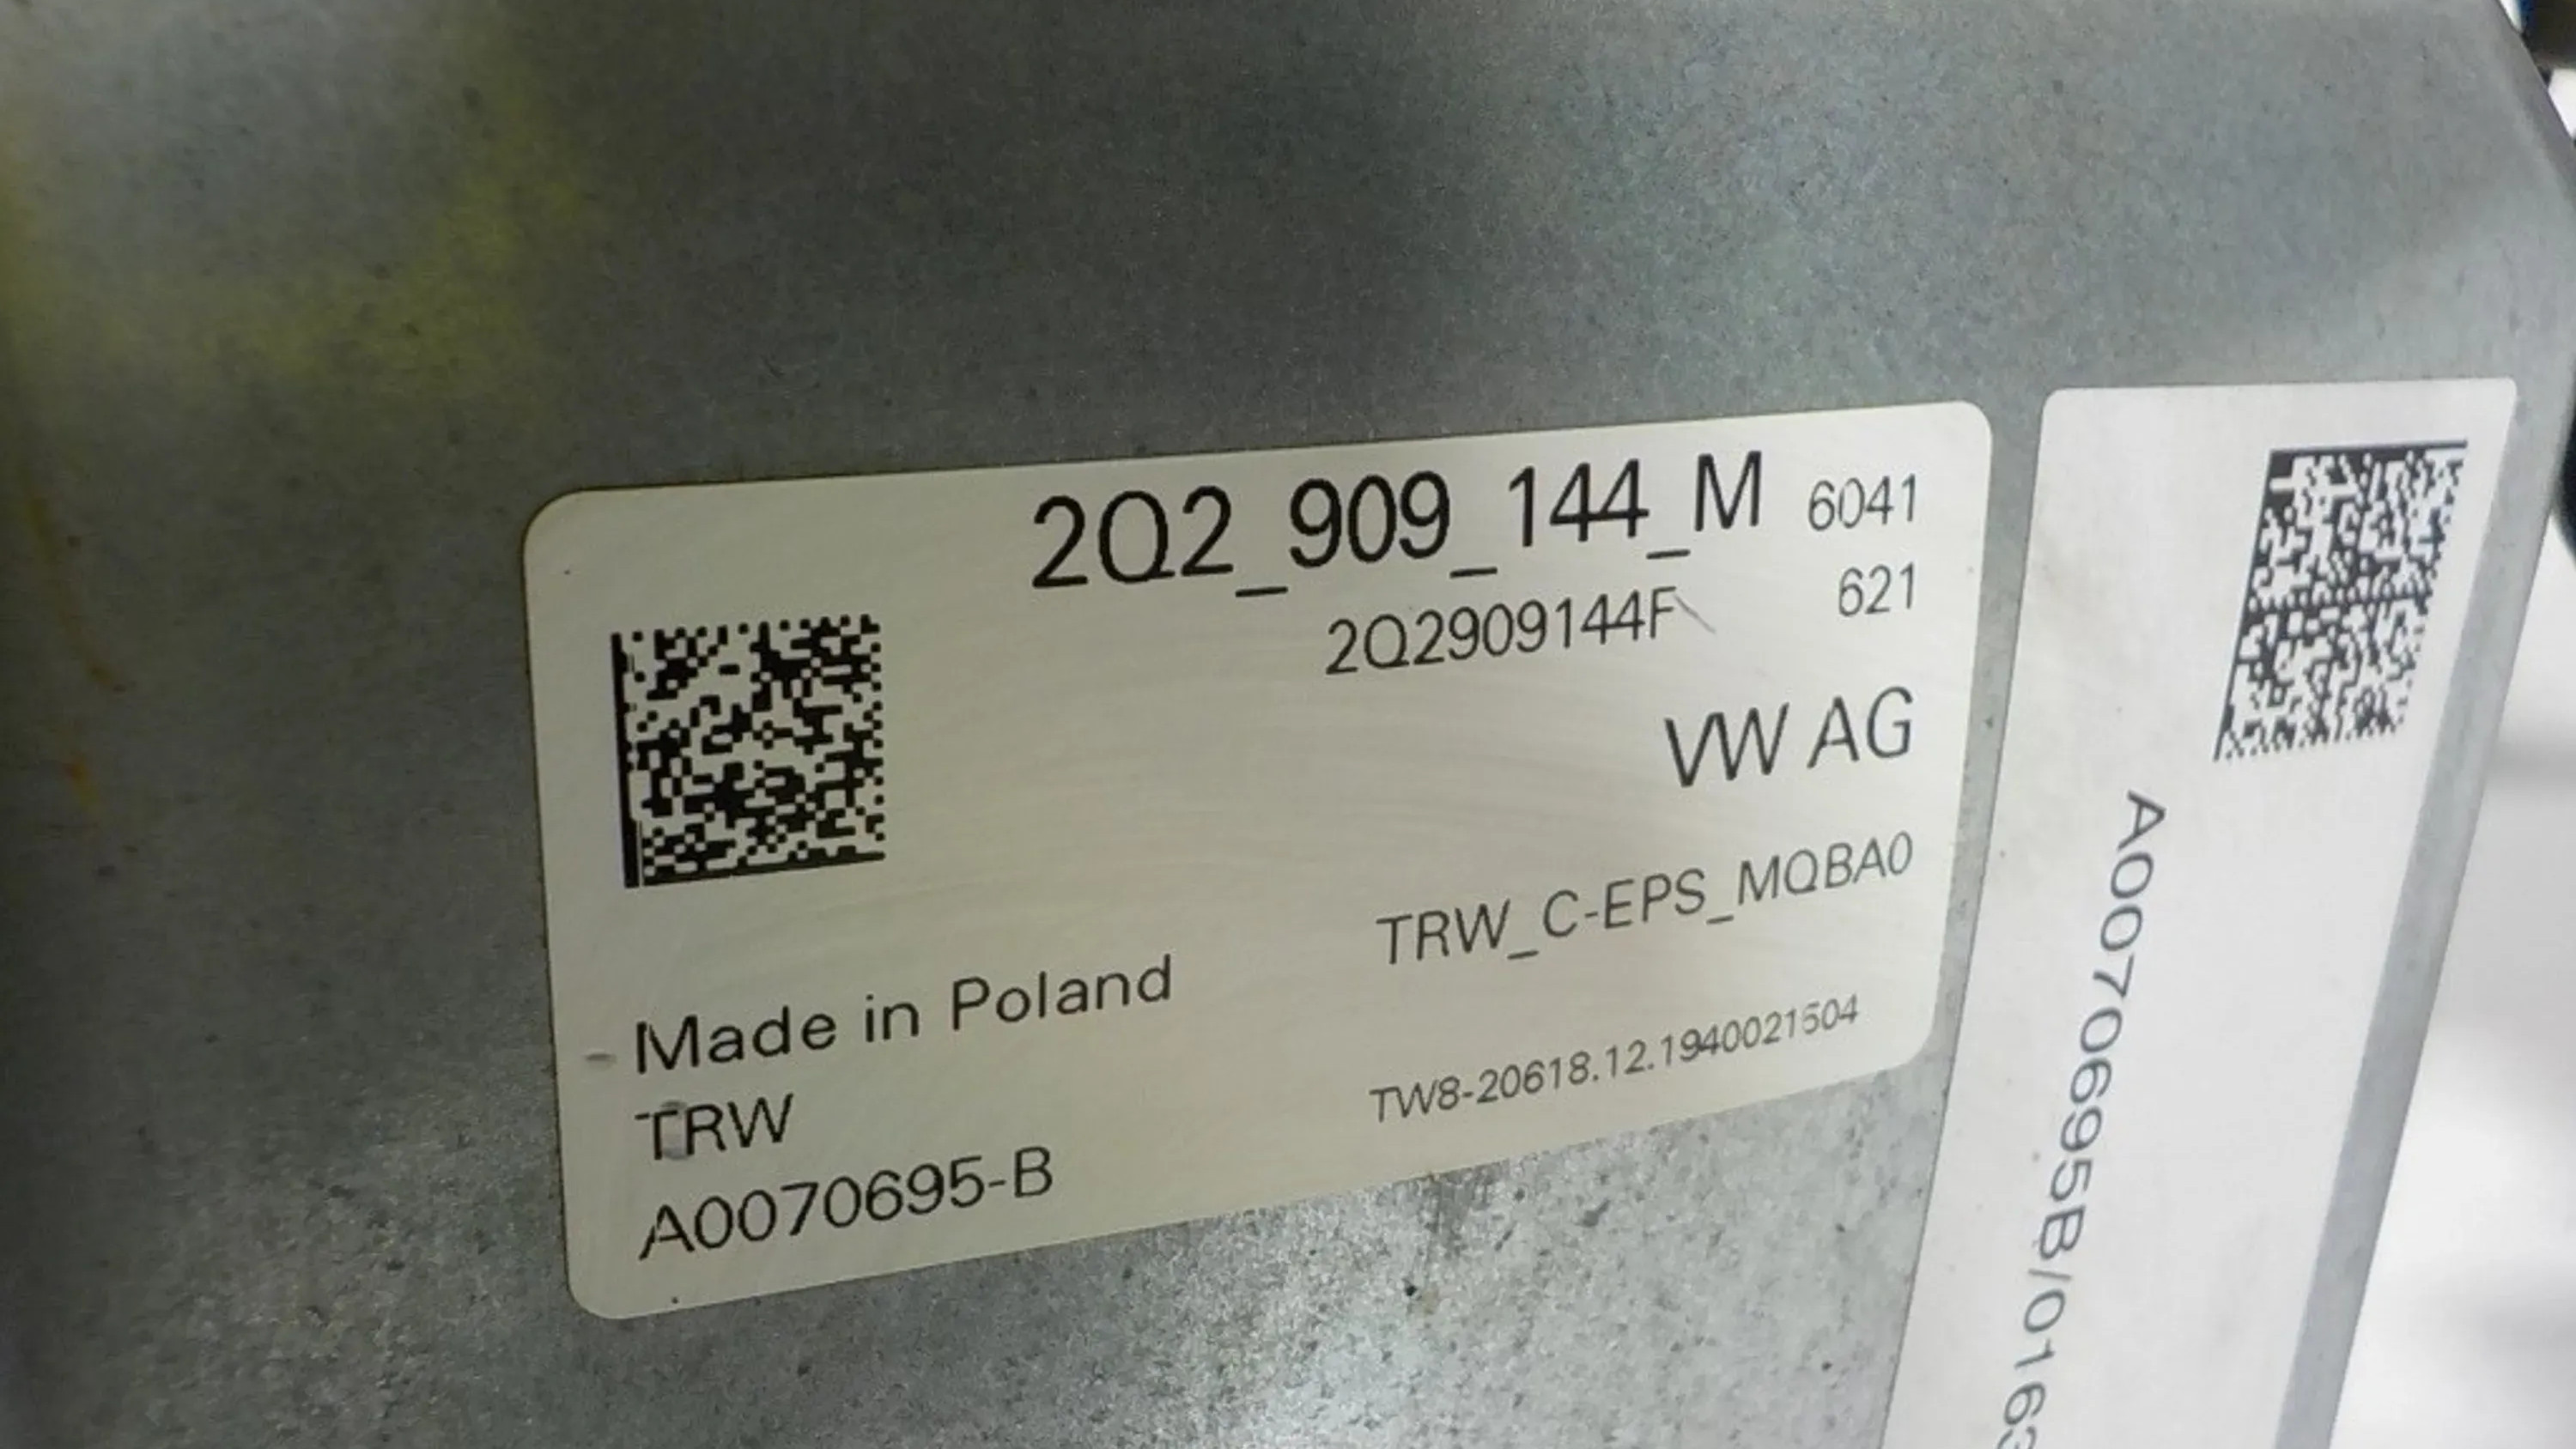 2Q2_909_144_M 6041
2Q2909144F 621
VW AG
TRW_C-EPS_MQBA0
Made in Poland
TW8-20618.12.1940021504
TRW
A0070695-B
A0070695B/0163